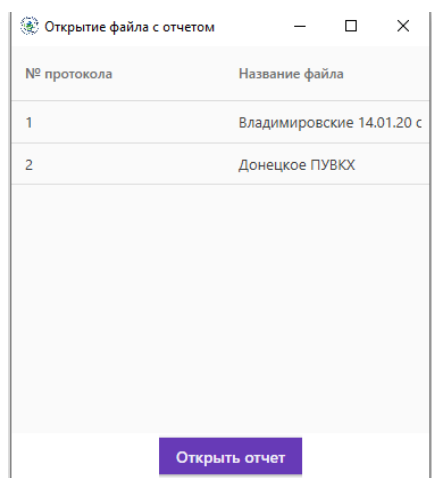 Открытие файла с отчетом
№ протокола Название файла
1 Владимировские 14.01.20 с
2 Донецкое ПУВКХ
Открыть отчет